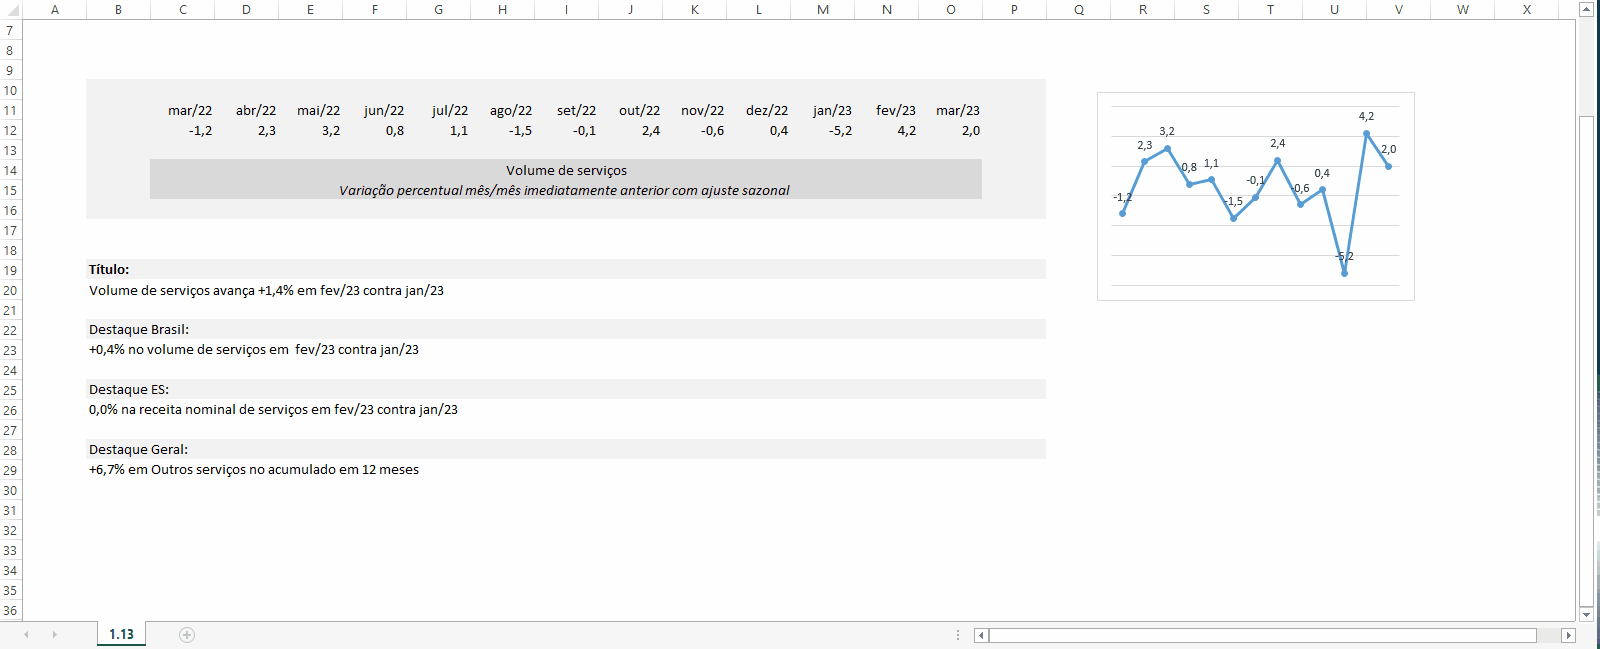 A B C D E F G H I J K L M N O P Q R S T U V W X
7
8
9
10
11 mar/22 abr/22 mai/22 jun/22 jul/22 ago/22 set/22 out/22 nov/22 dez/22 jan/23 fev/23 mar/23
12 -1,2 2,3 3,2 0,8 1,1 -1,5 -0,1 2,4 -0,6 0,4 -5,2 4,2 2,0
13
14 Volume de serviços
15 Variação percentual mês/mês imediatamente anterior com ajuste sazonal
16
17
18
19 Título:
20 Volume de serviços avança +1,4% em fev/23 contra jan/23
21
22 Destaque Brasil:
23 +0,4% no volume de serviços em  fev/23 contra jan/23
24
25 Destaque ES:
26 0,0% na receita nominal de serviços em fev/23 contra jan/23
27
28 Destaque Geral:
29 +6,7% em Outros serviços no acumulado em 12 meses
30
31
32
33
34
35
36
-1,2 2,3 3,2 0,8 1,1 -1,5 -0,1 2,4 -0,6 0,4 -5,2 4,2 2,0
1.13